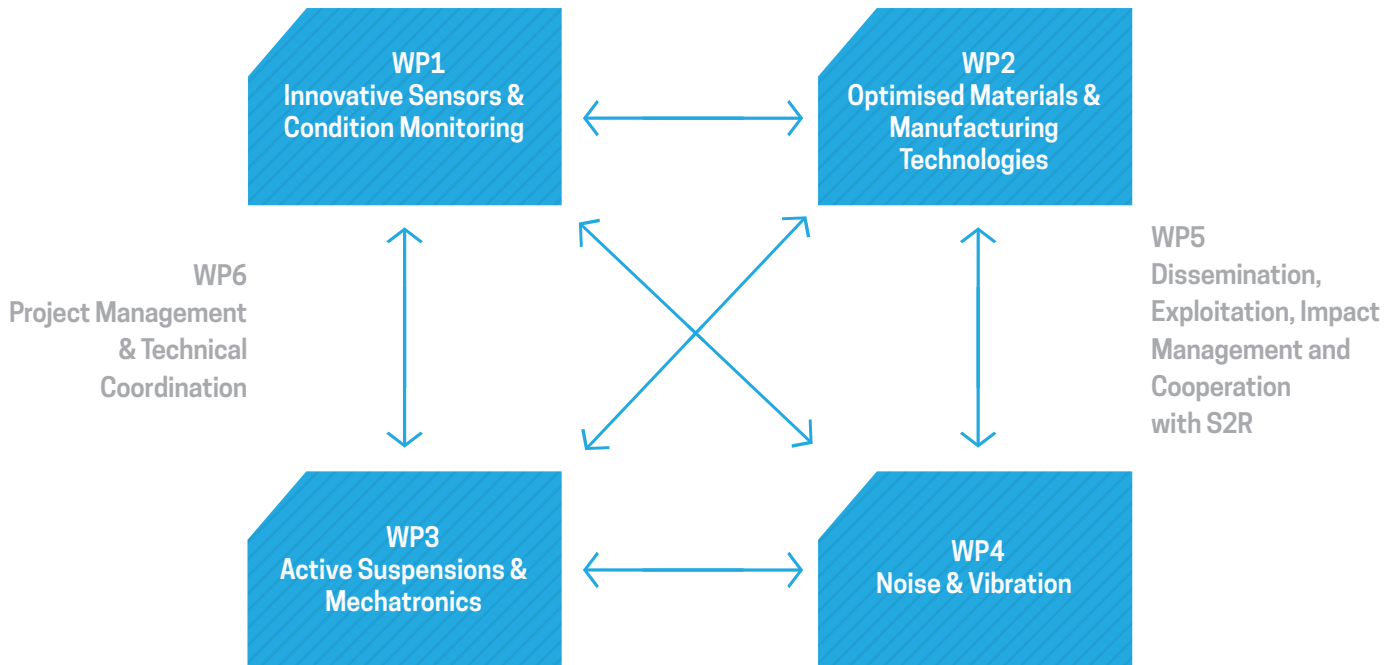 WP1
Innovative Sensors &
Condition Monitoring
WP2
Optimised Materials &
Manufacturing
Technologies
WP6
Project Management
& Technical
Coordination
WP5
Dissemination,
Exploitation, Impact
Management and
Cooperation
with S2R
WP3
Active Suspensions &
Mechatronics
WP4
Noise & Vibration